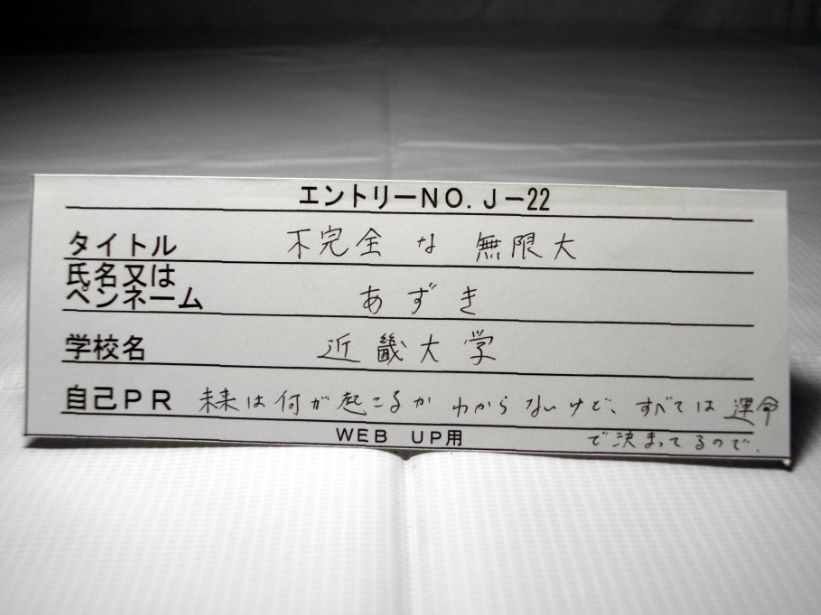 エントリーNO.J-22
タイトル 不完全な無限大
氏名又は
ペンネーム あずき
学校名 近畿大学
自己PR 未来は何が起こるかわからないけど、すべては運命
で決まってるので.
WEB UP用